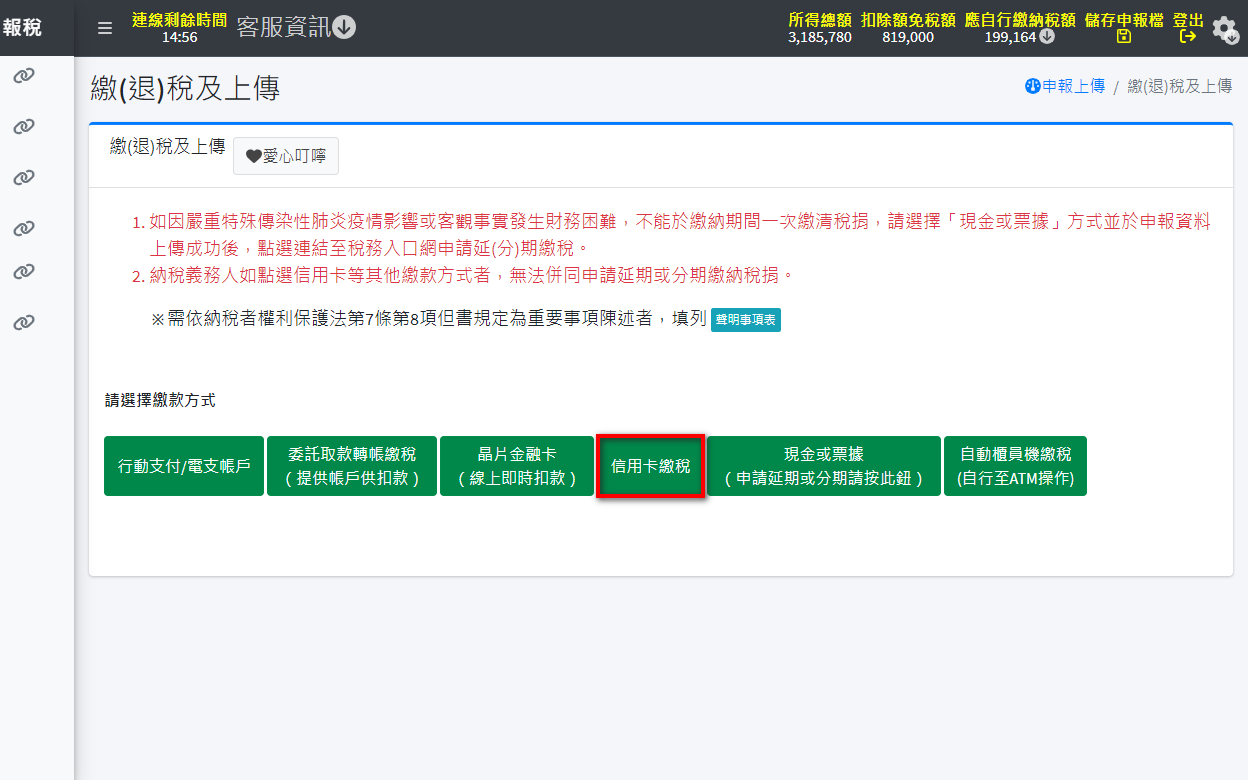 報稅
連線剩餘時間
14:56
客服資訊
所得總額 扣除額免稅額 應自行繳納稅額 儲存申報檔 登出
3,185,780 819,000 199,164
繳(退)稅及上傳
申報上傳 / 繳(退)稅及上傳
繳(退)稅及上傳
愛心叮嚀
1. 如因嚴重特殊傳染性肺炎疫情影響或客觀事實發生財務困難，不能於繳納期間一次繳清稅捐，請選擇「現金或票據」方式並於申報資料
上傳成功後，點選連結至稅務入口網申請延(分)期繳稅。
2. 納稅義務人如點選信用卡等其他繳款方式者，無法併同申請延期或分期繳納稅捐。
※需依納稅者權利保護法第7條第8項但書規定為重要事項陳述者，填列 聲明事項表
請選擇繳款方式
行動支付/電支帳戶
委託取款轉帳繳稅
（提供帳戶供扣款）
晶片金融卡
（線上即時扣款）
信用卡繳稅
現金或票據
（申請延期或分期請按此鈕）
自動櫃員機繳稅
(自行至ATM操作)